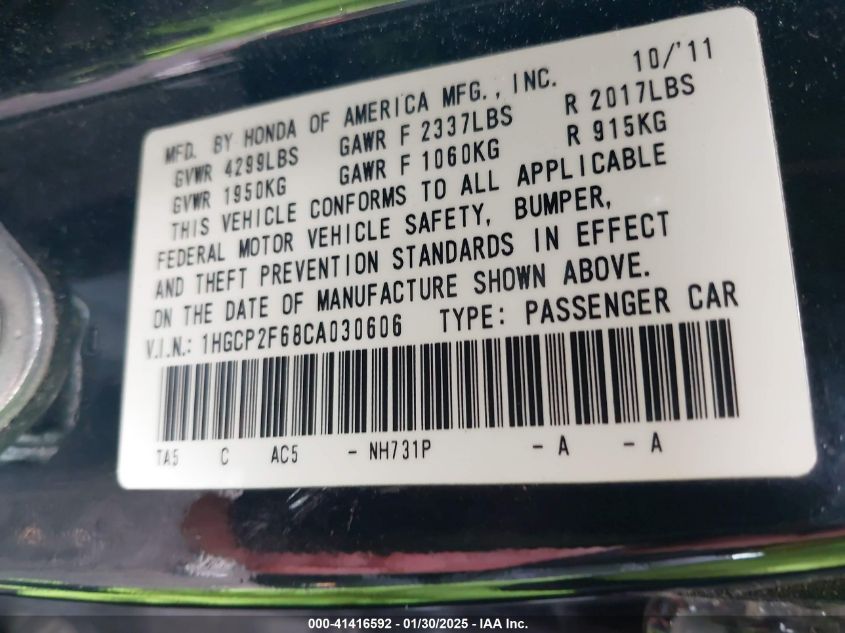 MFD. BY HONDA OF AMERICA MFG., INC. 10/'11
GVWR 4299LBS GAWR F 2337LBS R 2017LBS
GVWR 1950KG GAWR F 1060KG R 915KG
THIS VEHICLE CONFORMS TO ALL APPLICABLE
FEDERAL MOTOR VEHICLE SAFETY, BUMPER,
AND THEFT PREVENTION STANDARDS IN EFFECT
ON THE DATE OF MANUFACTURE SHOWN ABOVE.
V.I.N.: 1HGCP2F68CA030606 TYPE: PASSENGER CAR
TA5 C AC5 - NH731P - A - A
000-41416592 - 01/30/2025 - IAA Inc.